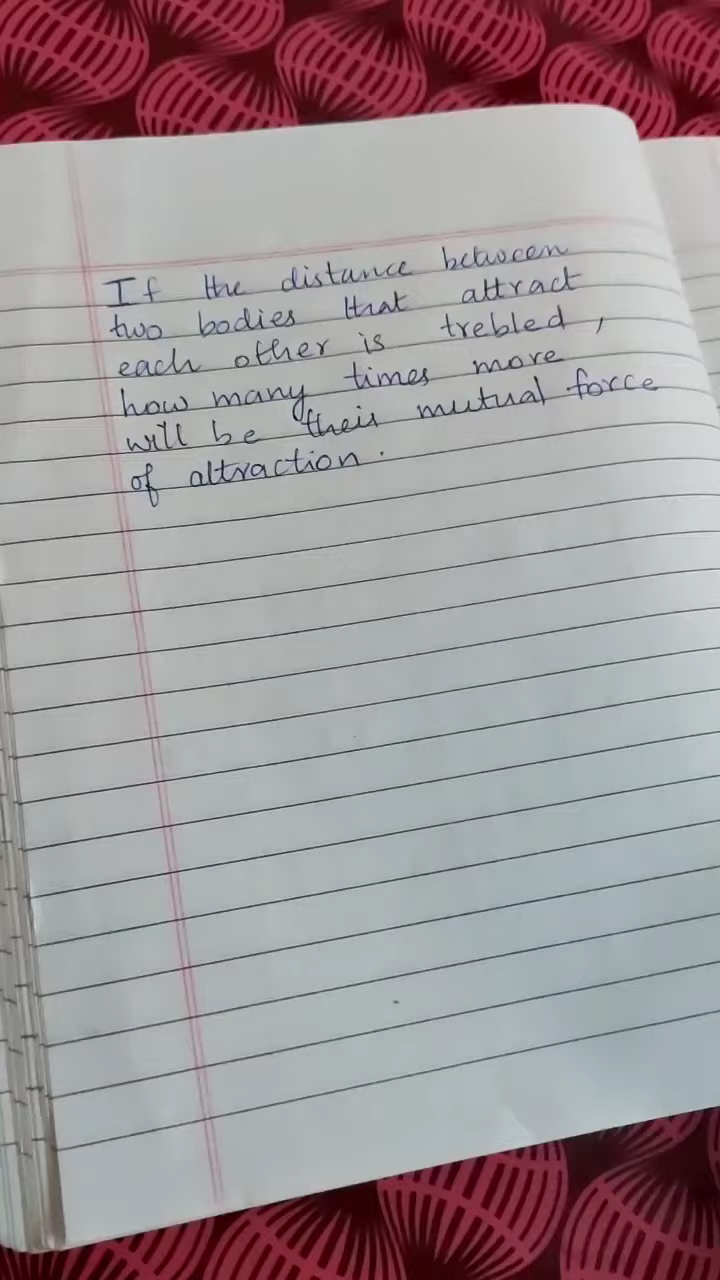 If the distance between
two bodies that attract
each other is trebled,
how many times more
will be their mutual force
of attraction.